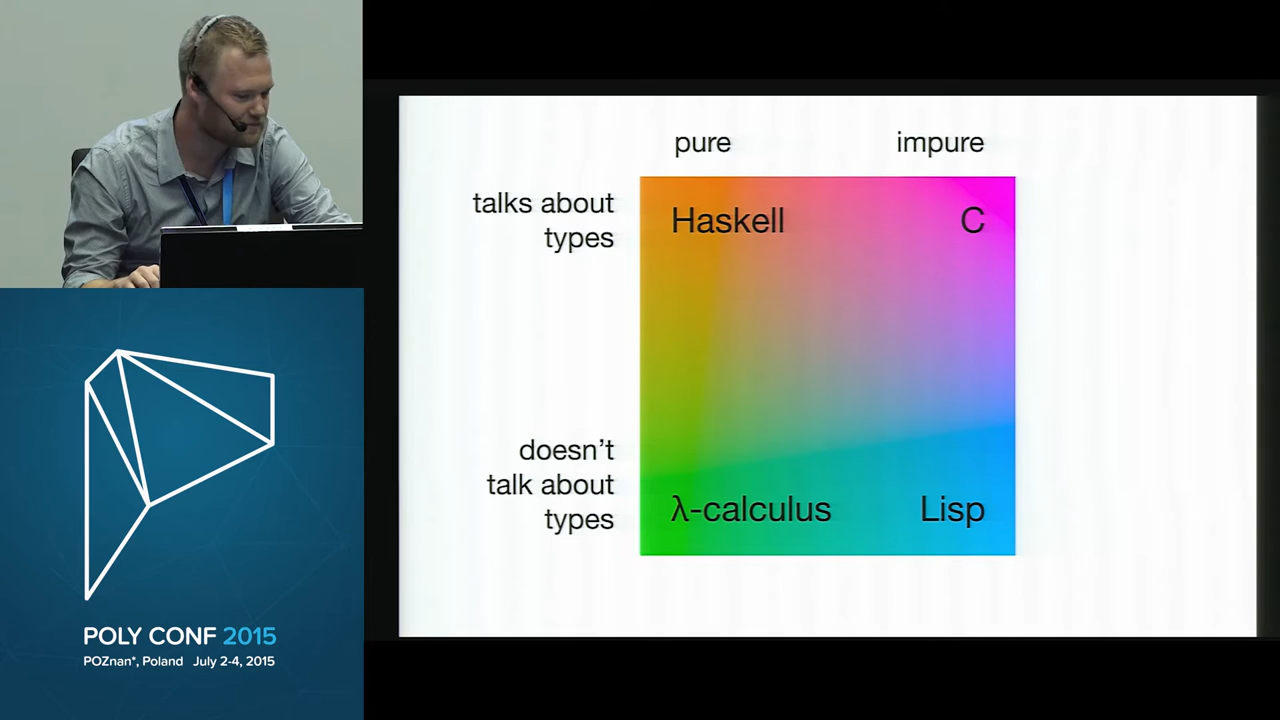 pure
impure
talks about
types
Haskell
C
doesn't
talk about
types
λ-calculus
Lisp
POLY CONF 2015
POZnan*, Poland July 2-4, 2015